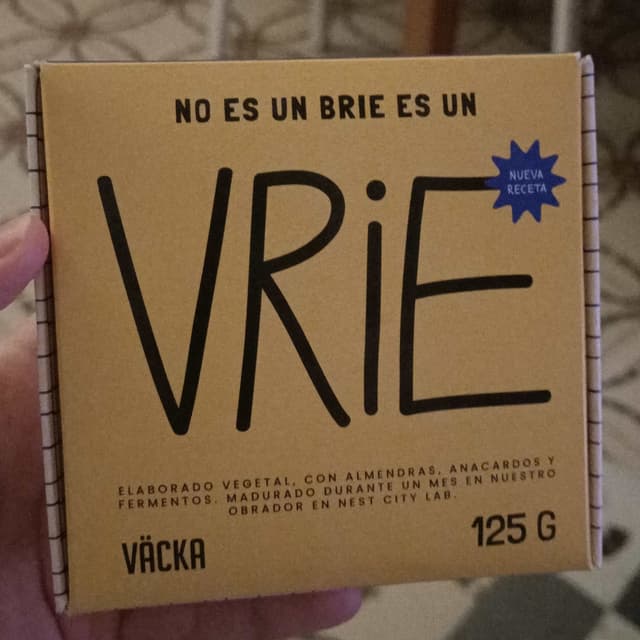 NO ES UN BRIE ES UN
VRiE
NUEVA
RECETA
ELABORADO VEGETAL, CON ALMENDRAS, ANACARDOS Y
FERMENTOS. MADURADO DURANTE UN MES EN NUESTRO
OBRADOR EN NEST CITY LAB.
VÄCKA
125 G